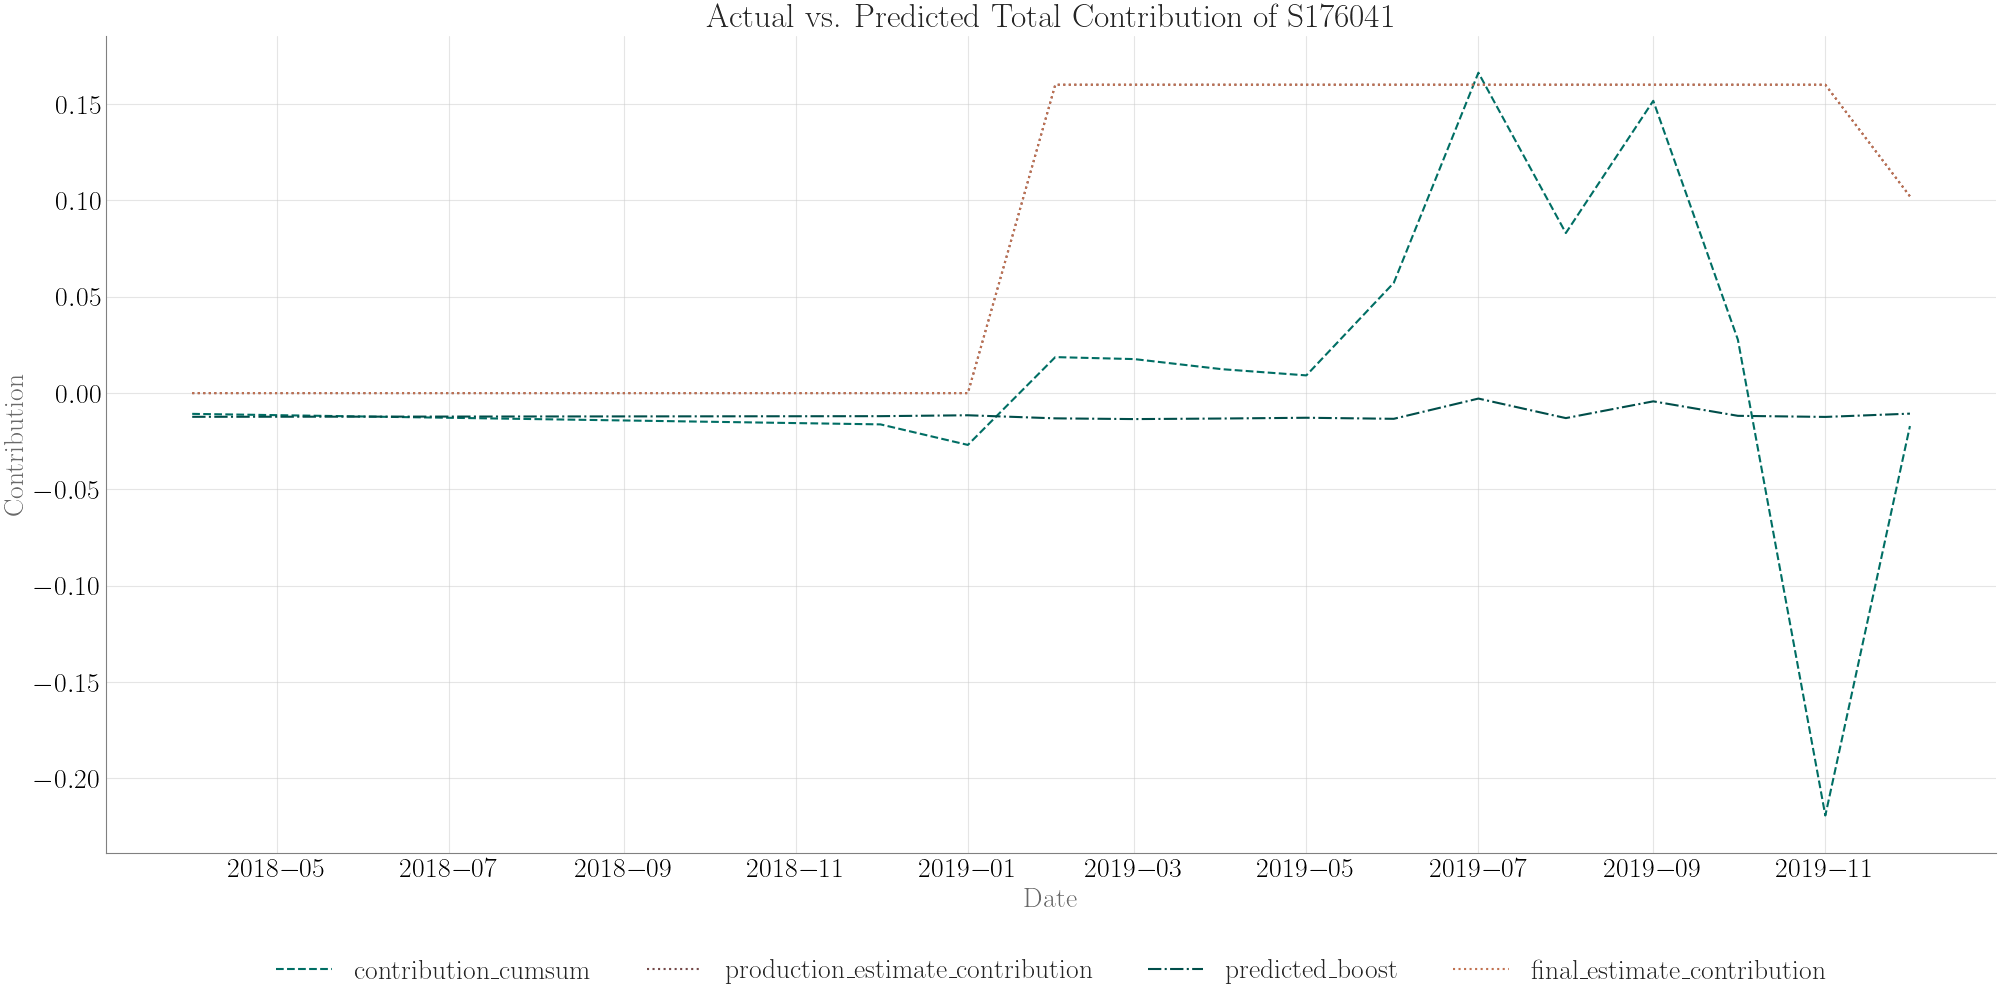 Actual vs. Predicted Total Contribution of S176041
Contribution
0.15
0.10
0.05
0.00
−0.05
−0.10
−0.15
−0.20
2018−05 2018−07 2018−09 2018−11 2019−01 2019−03 2019−05 2019−07 2019−09 2019−11
Date
contribution_cumsum production_estimate_contribution predicted_boost final_estimate_contribution